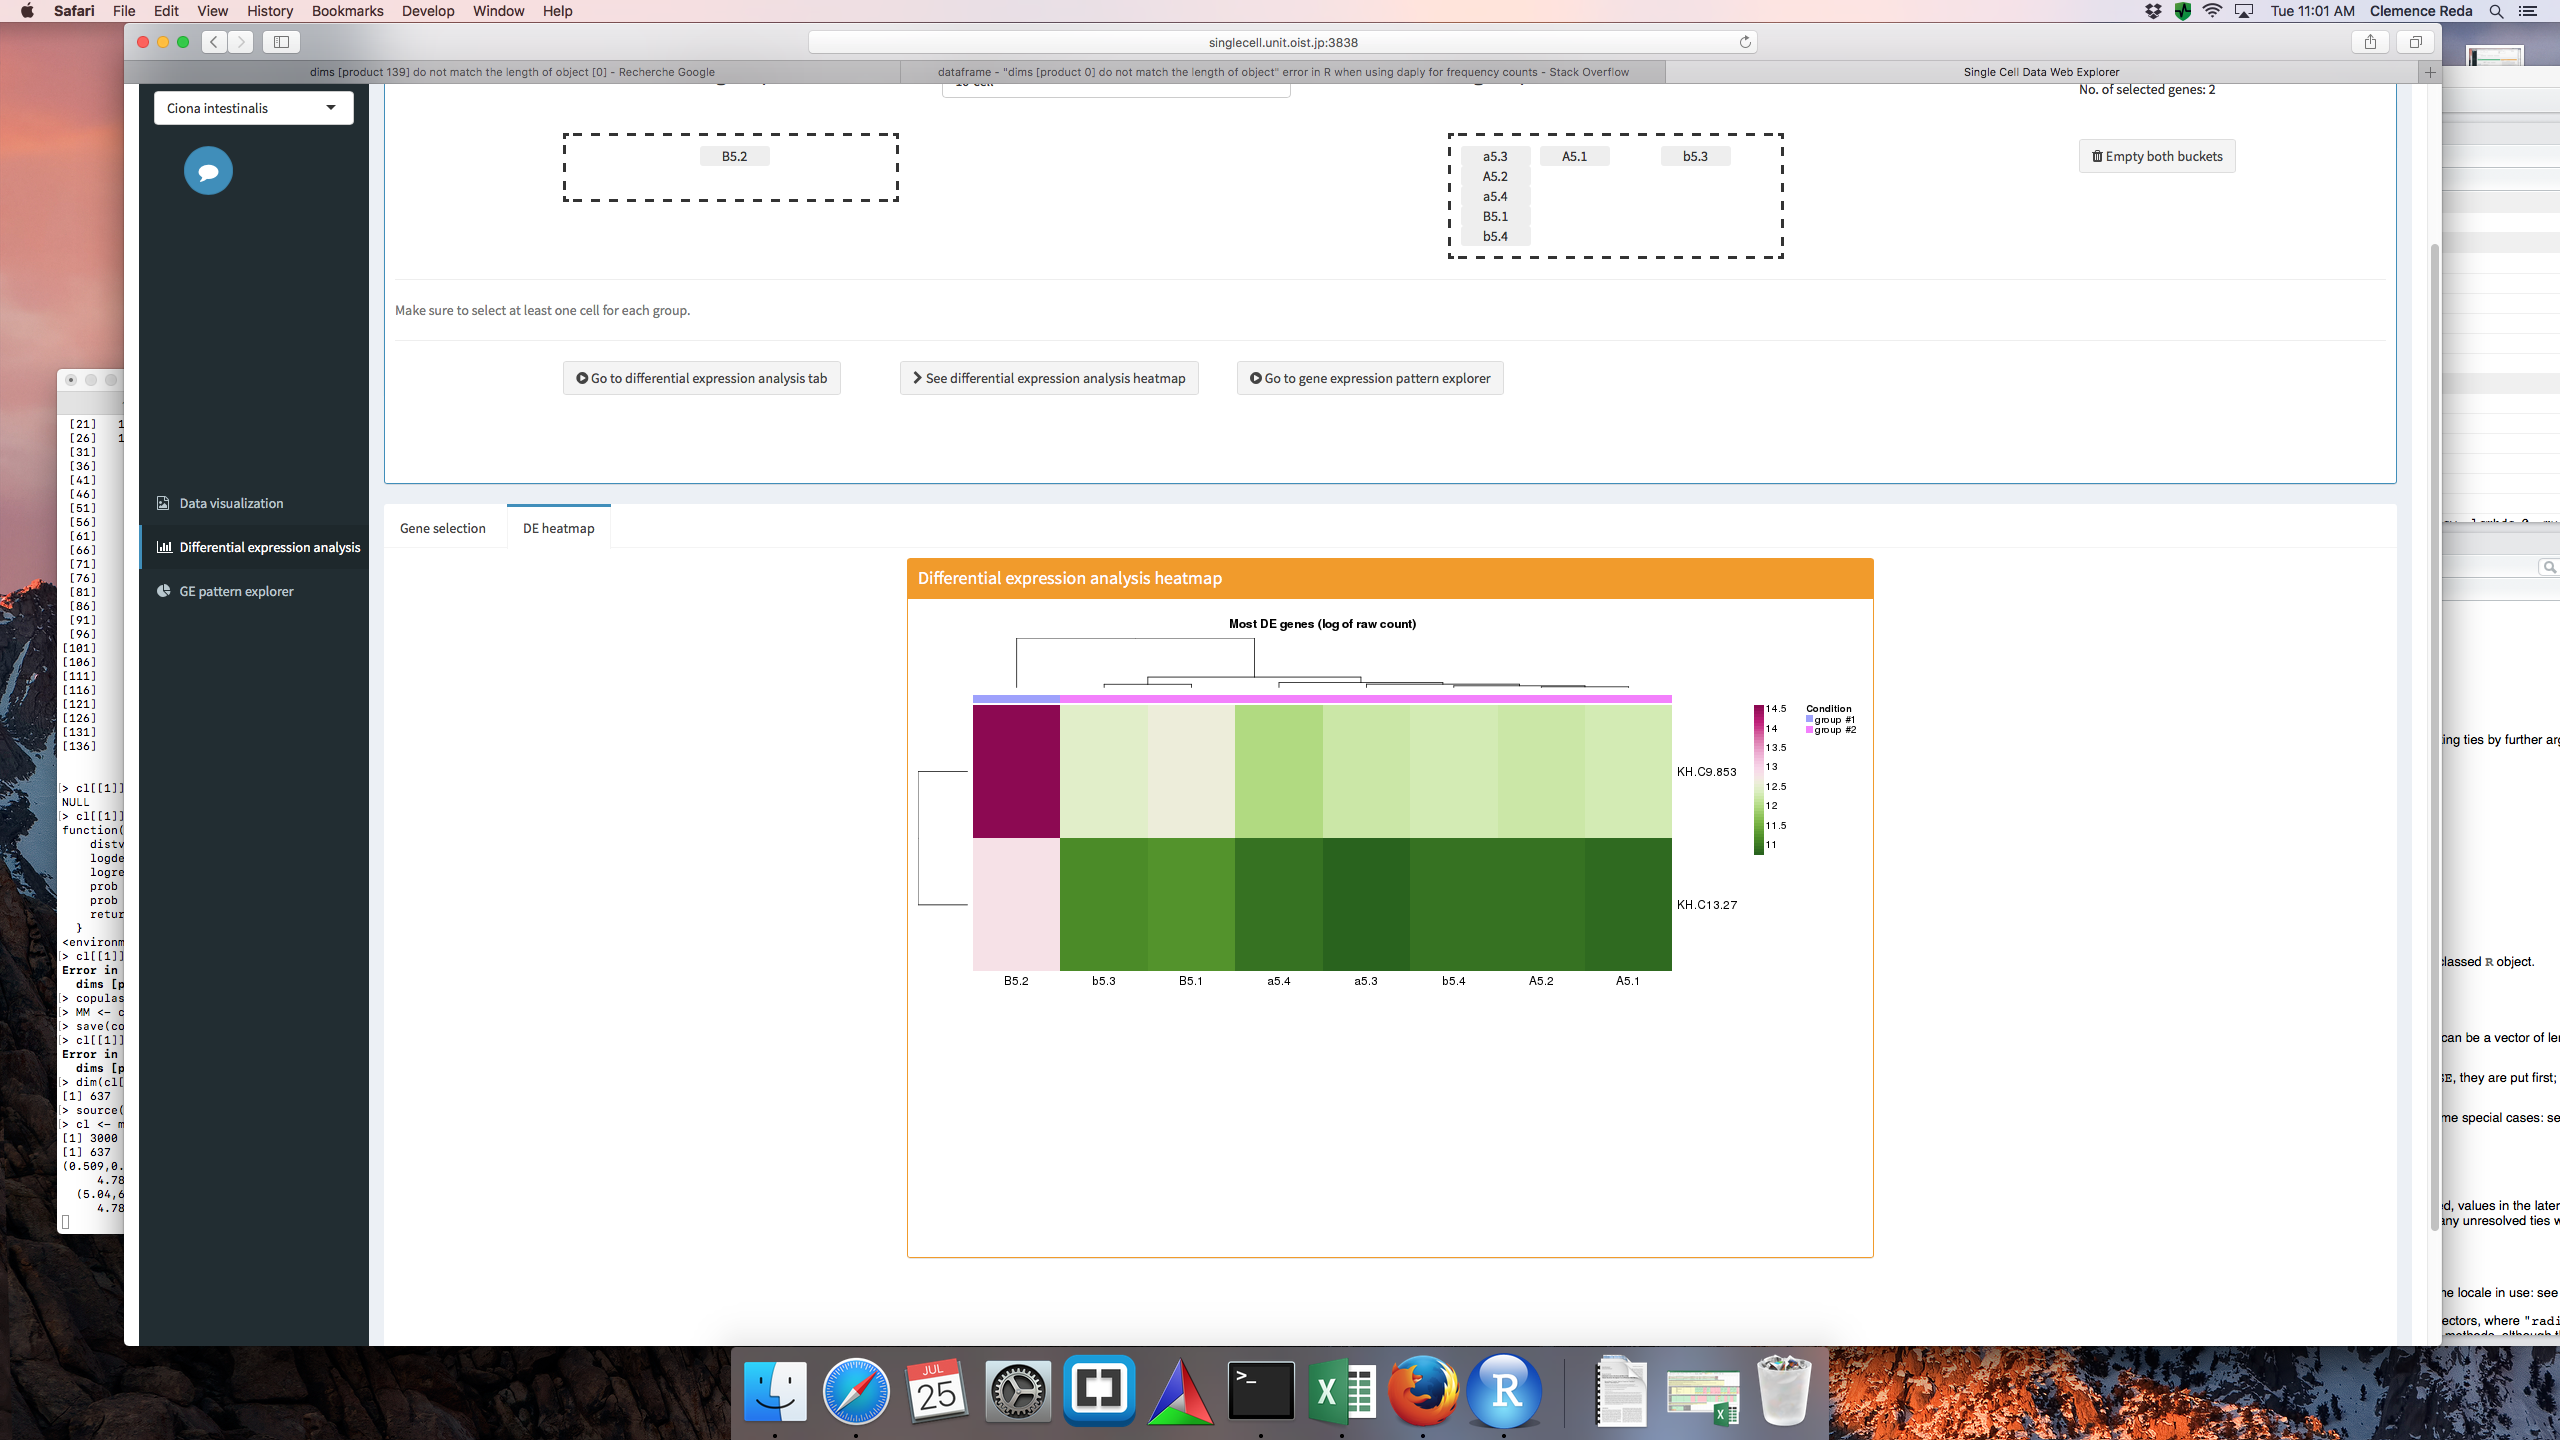 Safari File Edit View History Bookmarks Develop Window Help
Tue 11:01 AM Clemence Reda
singlecell.unit.oist.jp:3838
dims [product 139] do not match the length of object [0] - Recherche Google
dataframe - "dims [product 0] do not match the length of object" error in R when using daply for frequency counts - Stack Overflow
Single Cell Data Web Explorer
Ciona intestinalis
No. of selected genes: 2
B5.2
a5.3 A5.1 b5.3
A5.2
a5.4
B5.1
b5.4
Empty both buckets
Make sure to select at least one cell for each group.
Go to differential expression analysis tab
See differential expression analysis heatmap
Go to gene expression pattern explorer
Data visualization
Differential expression analysis
GE pattern explorer
Gene selection
DE heatmap
Differential expression analysis heatmap
Most DE genes (log of raw count)
14.5
14
13.5
13
12.5
12
11.5
11
Condition
group #1
group #2
KH.C9.853
KH.C13.27
B5.2 b5.3 B5.1 a5.4 a5.3 b5.4 A5.2 A5.1
[21] 1
[26] 1
[31]
[36]
[41]
[46]
[51]
[56]
[61]
[66]
[71]
[76]
[81]
[86]
[91]
[96]
[101]
[106]
[111]
[116]
[121]
[126]
[131]
[136]
> cl[[1]]
NULL
> cl[[1]]
function(
distv
logde
logre
prob
prob
retur
}
<environm
> cl[[1]]
Error in
dims [p
> copulas
> MM <- c
> save(co
> cl[[1]]
Error in
dims [p
> dim(cl[
[1] 637
> source(
> cl <- m
[1] 3000
[1] 637
(0.509,0.
4.78
(5.04,6
4.78
ing ties by further arg
classed R object.
can be a vector of le
SE, they are put first;
me special cases: se
ed, values in the later
any unresolved ties w
he locale in use: see
ectors, where "radi
JUL
25